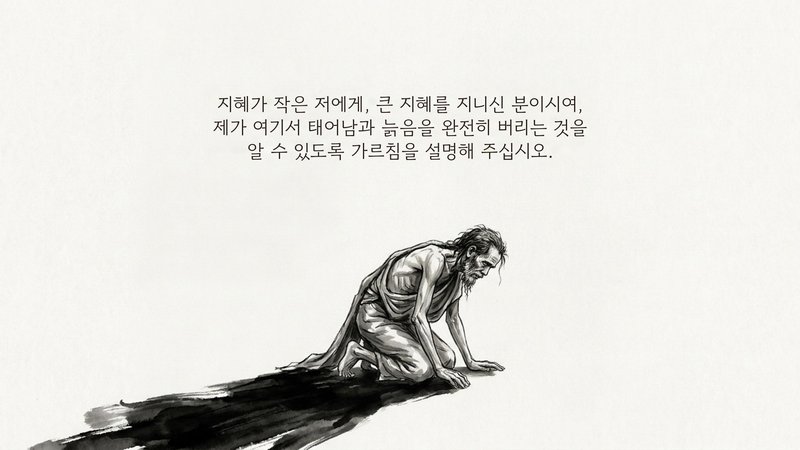 지혜가 작은 저에게, 큰 지혜를 지니신 분이시여,
제가 여기서 태어남과 늙음을 완전히 버리는 것을
알 수 있도록 가르침을 설명해 주십시오.